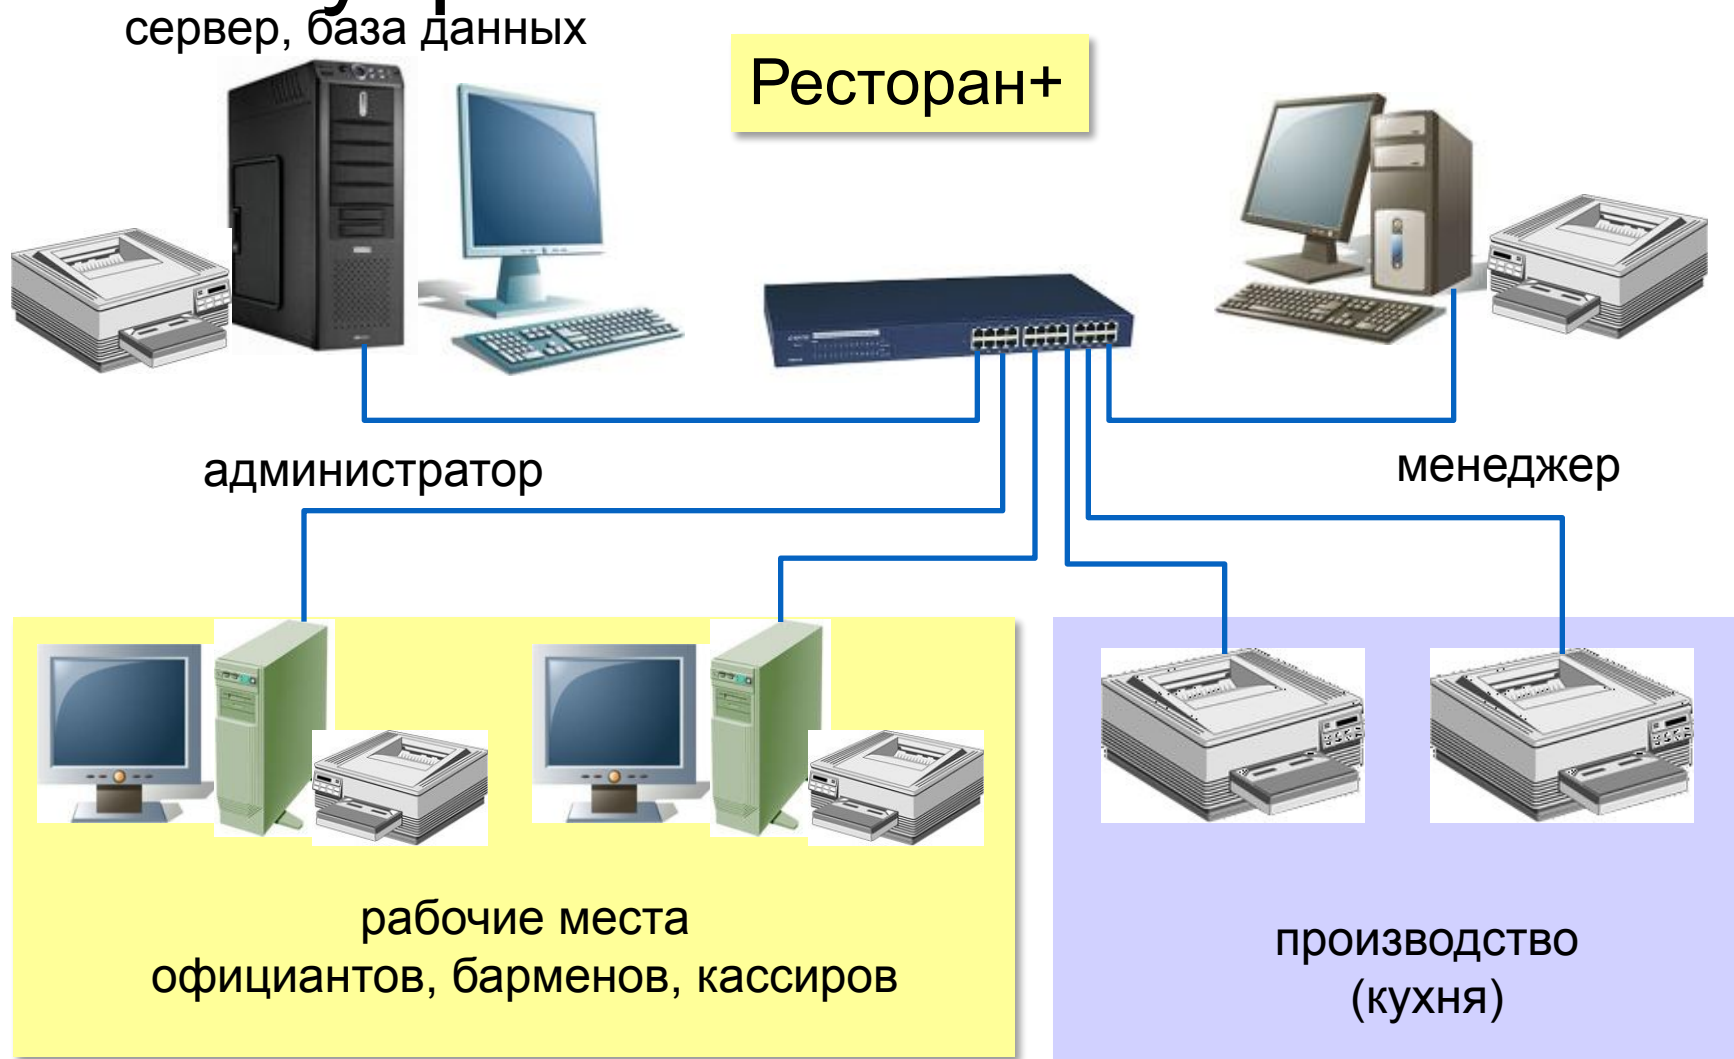 сервер, база данных
Ресторан+
администратор
менеджер
рабочие места
официантов, барменов, кассиров
производство
(кухня)